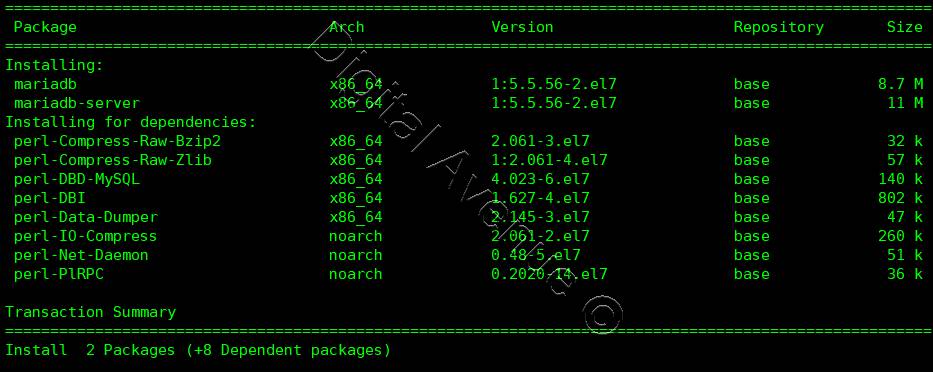 Package Arch Version Repository Size
Installing:
mariadb x86_64 1:5.5.56-2.el7 base 8.7 M
mariadb-server x86_64 1:5.5.56-2.el7 base 11 M
Installing for dependencies:
perl-Compress-Raw-Bzip2 x86_64 2.061-3.el7 base 32 k
perl-Compress-Raw-Zlib x86_64 1:2.061-4.el7 base 57 k
perl-DBD-MySQL x86_64 4.023-6.el7 base 140 k
perl-DBI x86_64 1.627-4.el7 base 802 k
perl-Data-Dumper x86_64 2.145-3.el7 base 47 k
perl-IO-Compress noarch 2.061-2.el7 base 260 k
perl-Net-Daemon noarch 0.48-5.el7 base 51 k
perl-PlRPC noarch 0.2020-14.el7 base 36 k
Transaction Summary
Install 2 Packages (+8 Dependent packages)
Digital Avenue ©